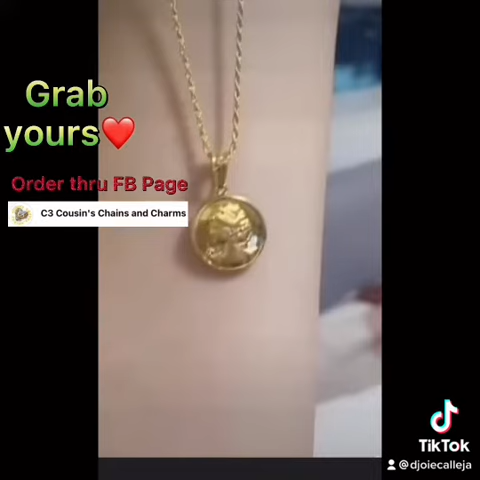 Grab
yours❤️
Order thru FB Page
C3 Cousin's Chains and Charms
TikTok
@djoiecalleja